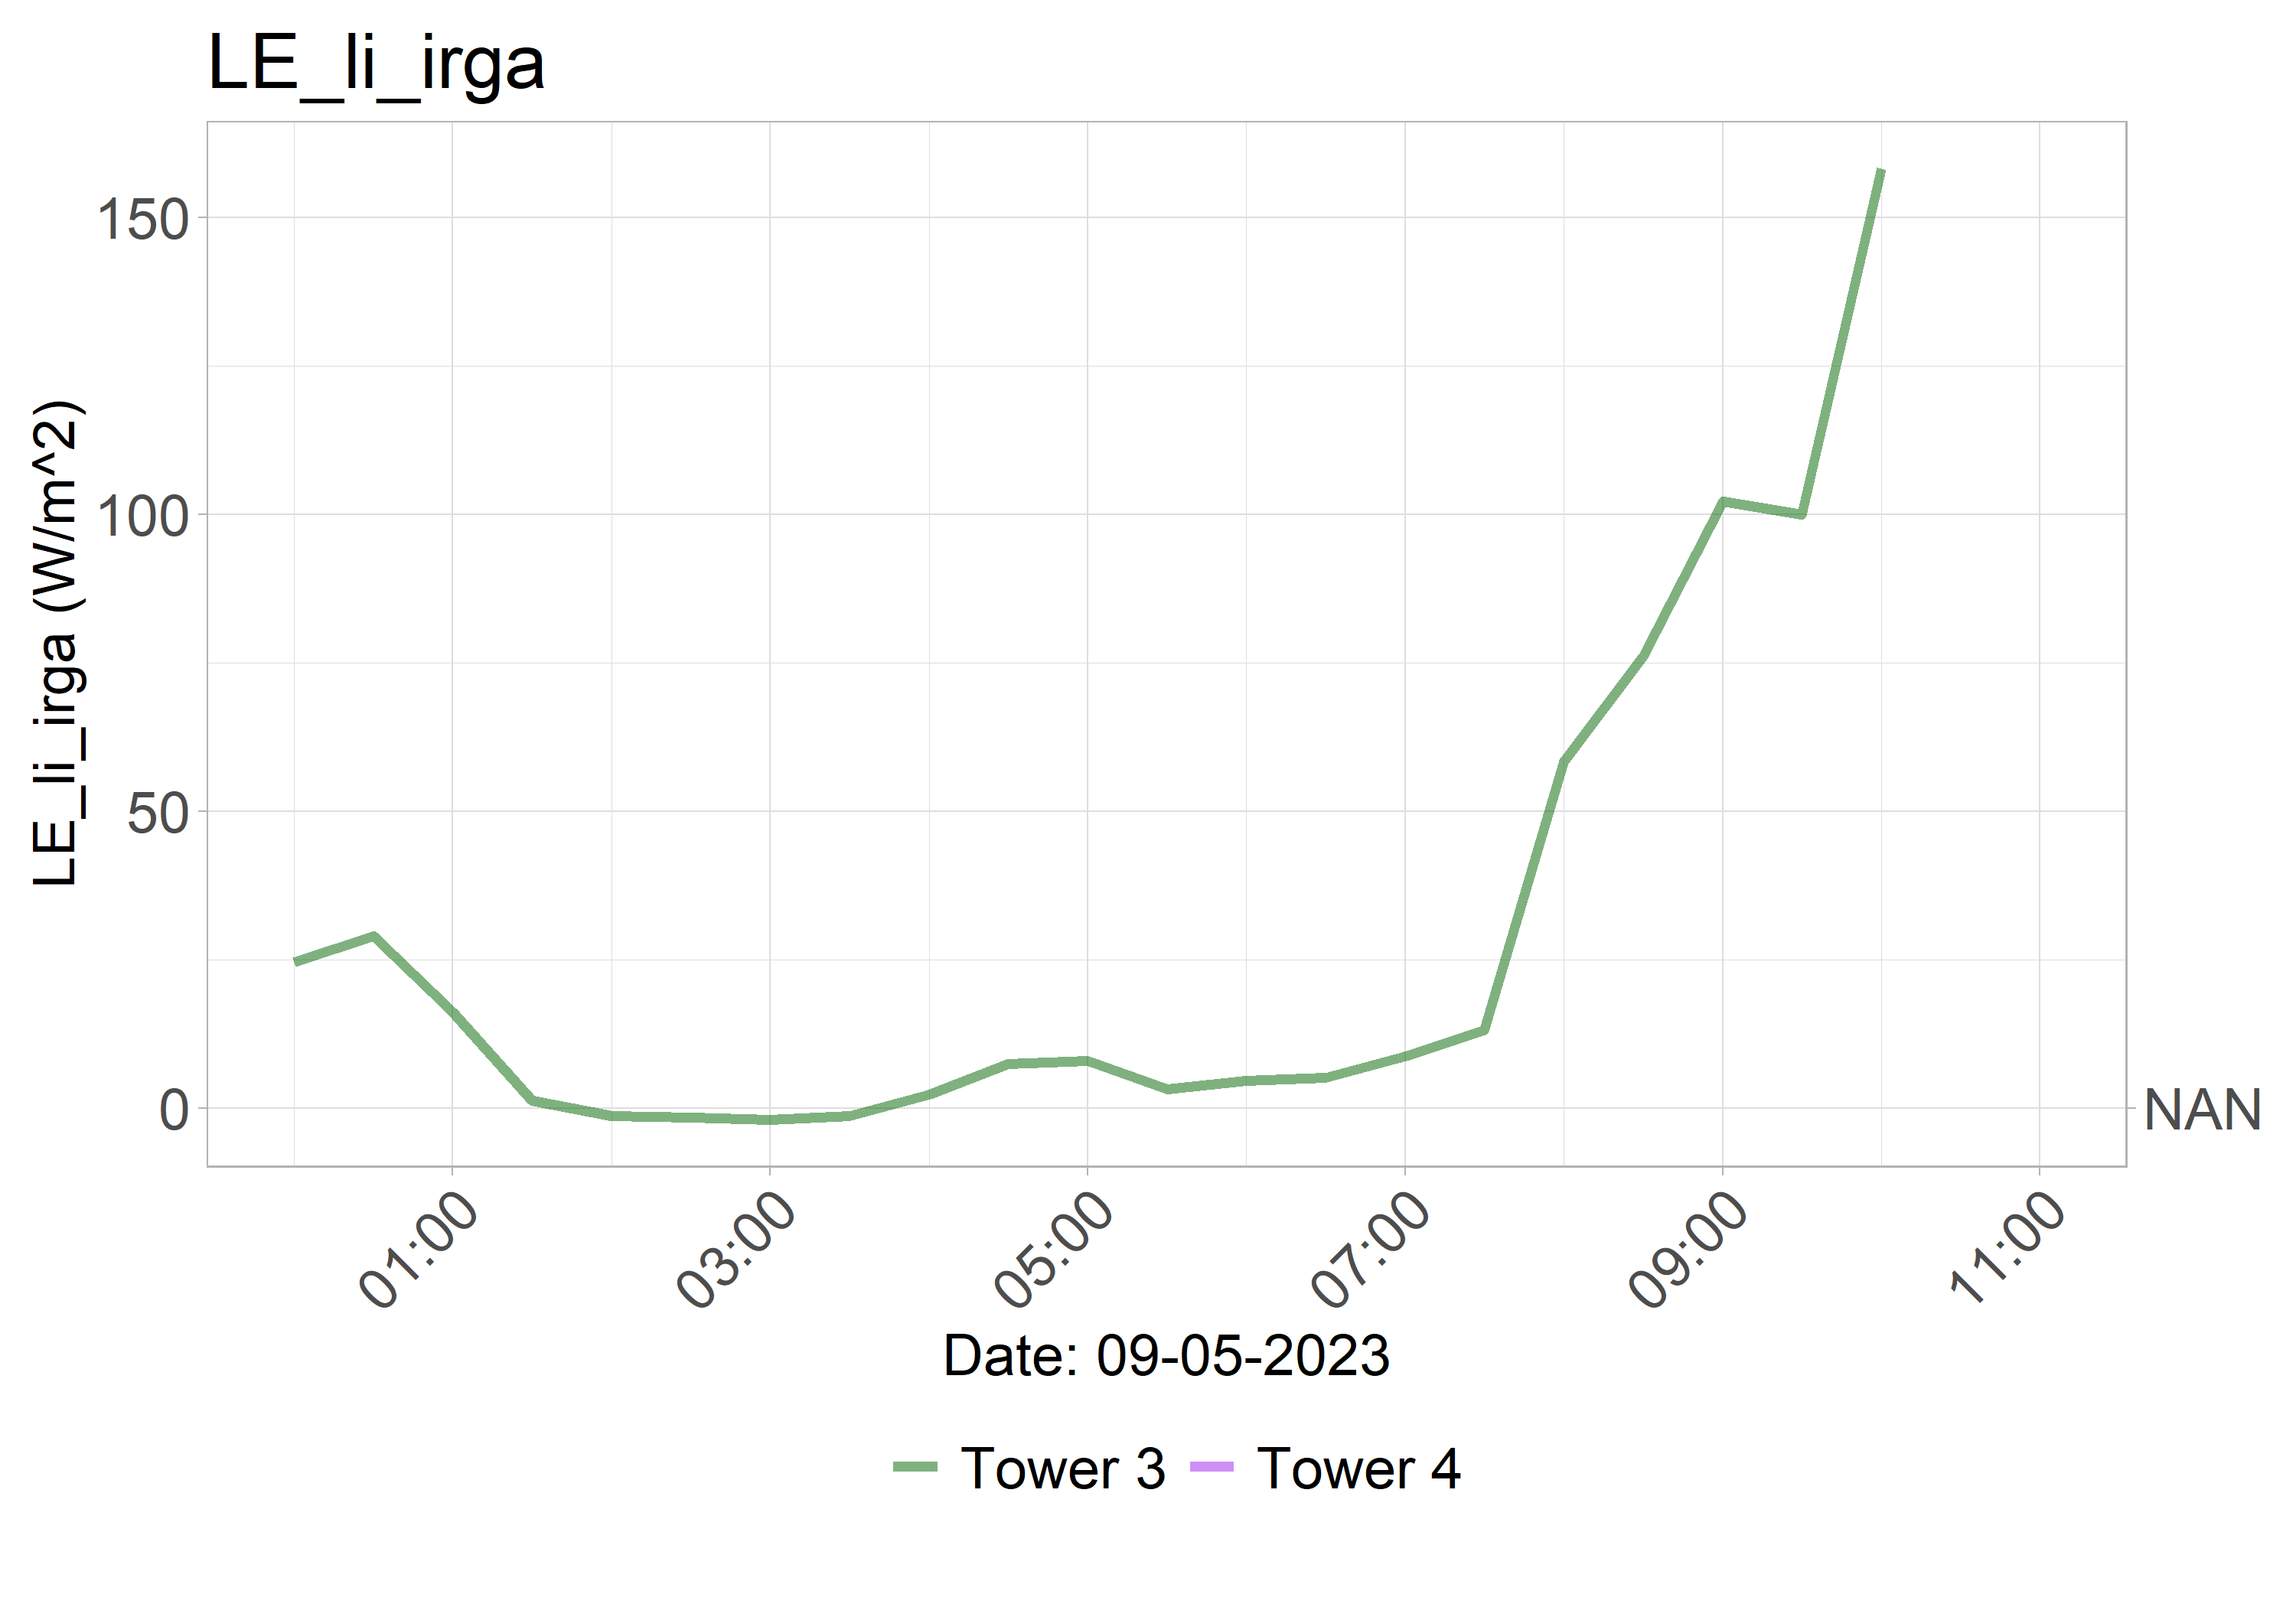 LE_li_irga
LE_li_irga (W/m^2)
150
100
50
0
NAN
01:00 03:00 05:00 07:00 09:00 11:00
Date: 09-05-2023
Tower 3 Tower 4